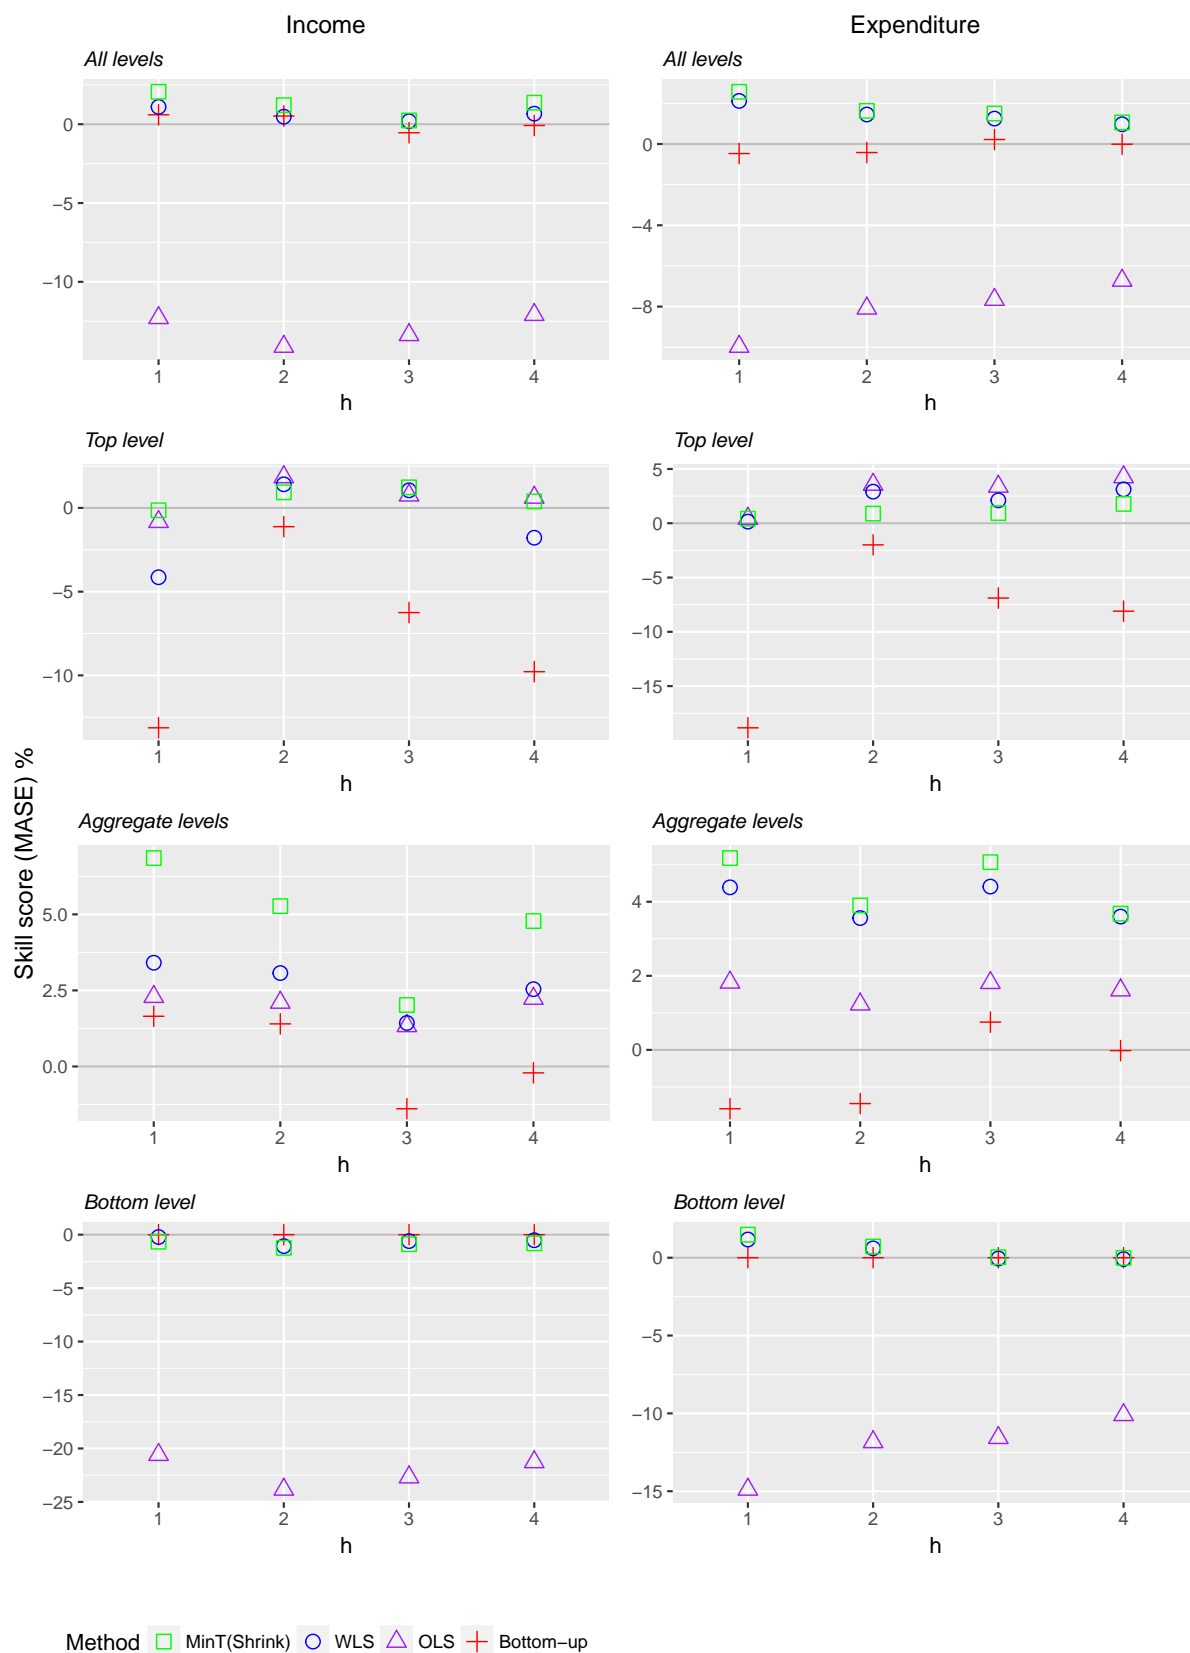 Income
Expenditure
All levels
All levels
0
−5
−10
1 2 3 4
h
0
−4
−8
1 2 3 4
h
Top level
Top level
0
−5
−10
1 2 3 4
h
5
0
−5
−10
−15
1 2 3 4
h
Skill score (MASE) %
Aggregate levels
Aggregate levels
5.0
2.5
0.0
1 2 3 4
h
4
2
0
1 2 3 4
h
Bottom level
Bottom level
0
−5
−10
−15
−20
−25
1 2 3 4
h
0
−5
−10
−15
1 2 3 4
h
Method MinT(Shrink) WLS OLS Bottom−up